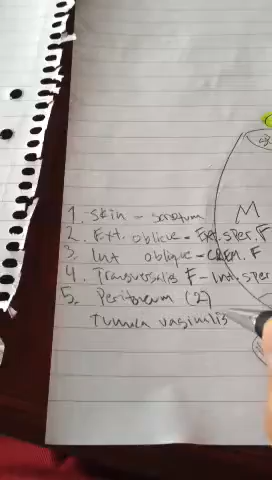 1. Skin - scrotum
2. Ext. oblique - Ext. sper. F
3. Int oblique - crem. F
4. Transversalis F - Int. sper
5. Peritoneum (2)
Tunica vaginalis
M